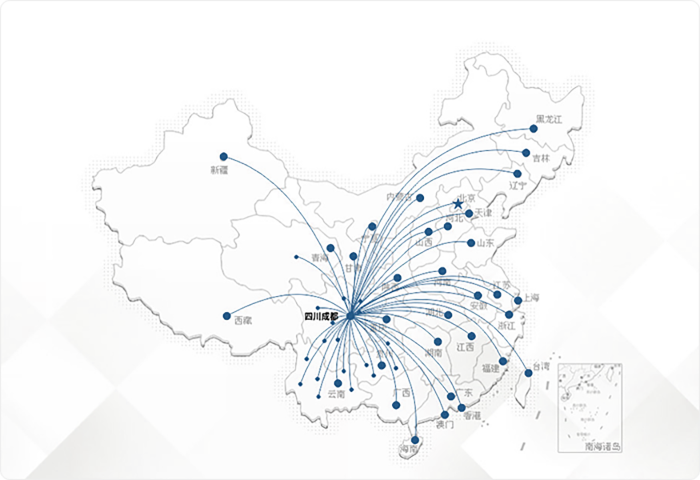 黑龙江
吉林
新疆
辽宁
内蒙古
北京
天津
河北
宁夏
山西
山东
青海
甘肃
陕西
河南
江苏
上海
安徽
四川成都
西藏
重庆
湖北
浙江
湖南
江西
贵州
福建
台湾
云南
广西
广东
香港
澳门
海南
南海诸岛